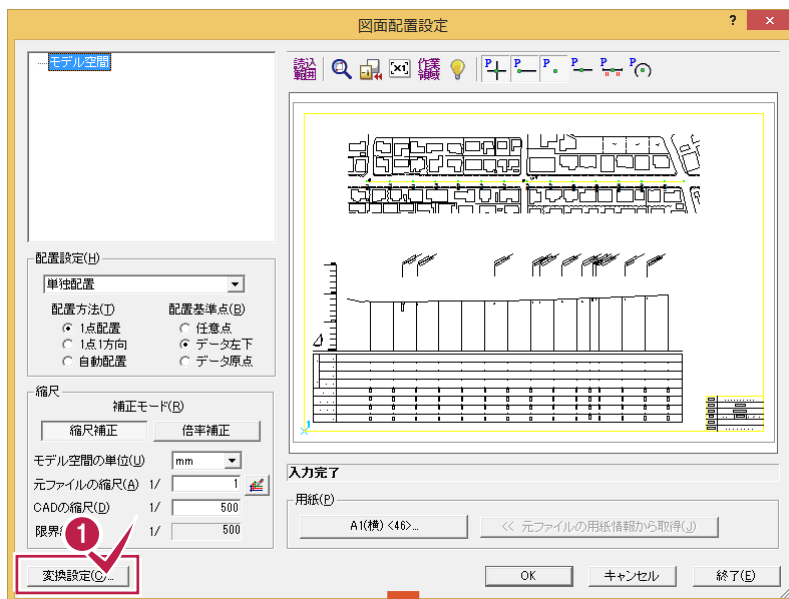 図面配置設定
?
×
モデル空間
読込範囲
[×1]
作業領域
P P P P P P
配置設定(H)
単独配置
配置方法(T) 配置基準点(B)
1点配置 任意点
1点1方向 データ左下
自動配置 データ原点
縮尺
補正モード(R)
縮尺補正 倍率補正
モデル空間の単位(U) mm
元ファイルの縮尺(A) 1/ 1
CADの縮尺(D) 1/ 500
限界 1/ 500
1
変換設定(C)...
1
入力完了
用紙(P)
A1(横) <46>...
<< 元ファイルの用紙情報から取得(J)
OK キャンセル 終了(E)